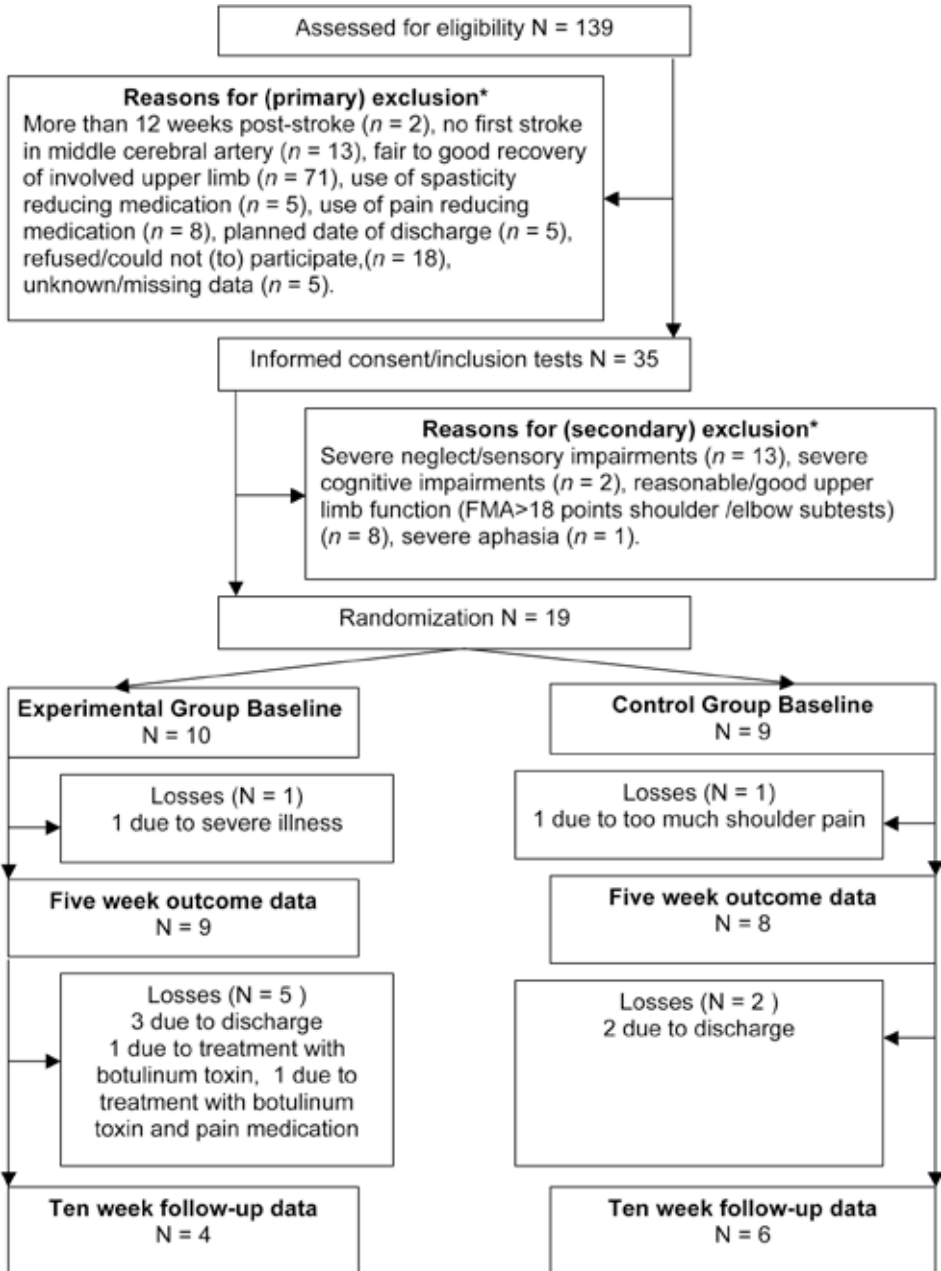 Assessed for eligibility N = 139
Reasons for (primary) exclusion*
More than 12 weeks post-stroke (n = 2), no first stroke
in middle cerebral artery (n = 13), fair to good recovery
of involved upper limb (n = 71), use of spasticity
reducing medication (n = 5), use of pain reducing
medication (n = 8), planned date of discharge (n = 5),
refused/could not (to) participate,(n = 18),
unknown/missing data (n = 5).
Informed consent/inclusion tests N = 35
Reasons for (secondary) exclusion*
Severe neglect/sensory impairments (n = 13), severe
cognitive impairments (n = 2), reasonable/good upper
limb function (FMA>18 points shoulder /elbow subtests)
(n = 8), severe aphasia (n = 1).
Randomization N = 19
Experimental Group Baseline
N = 10
Control Group Baseline
N = 9
Losses (N = 1)
1 due to severe illness
Losses (N = 1)
1 due to too much shoulder pain
Five week outcome data
N = 9
Five week outcome data
N = 8
Losses (N = 5 )
3 due to discharge
1 due to treatment with
botulinum toxin, 1 due to
treatment with botulinum
toxin and pain medication
Losses (N = 2 )
2 due to discharge
Ten week follow-up data
N = 4
Ten week follow-up data
N = 6